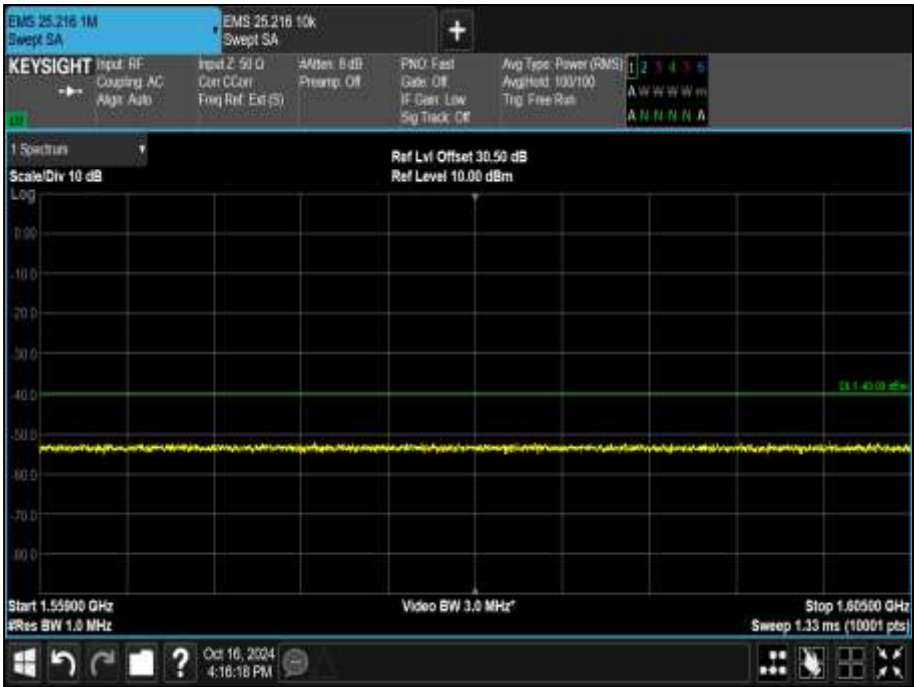 EMS 25.216 1M
Swept SA
EMS 25.216 10k
Swept SA
+
KEYSIGHT
Input: RF
Coupling: AC
Align: Auto
Input Z: 50 Ω
Corr CCorr
Freq Ref: Ext (S)
#Atten: 8 dB
Preamp: Off
PNO: Fast
Gate: Off
IF Gain: Low
Sig Track: Off
Avg Type: Power (RMS)
Avg|Hold: 100/100
Trig: Free Run
1 2 3 4 5 6
A W W W W
A N N N N A
1 Spectrum
Scale/Div 10 dB
Ref Lvl Offset 30.50 dB
Ref Level 10.00 dBm
Log
0.00
-10.0
-20.0
-30.0
DL1 -40.00 dBm
-40.0
-50.0
-60.0
-70.0
-80.0
Start 1.55900 GHz
#Res BW 1.0 MHz
Video BW 3.0 MHz*
Stop 1.60500 GHz
Sweep 1.33 ms (10001 pts)
?
Oct 16, 2024
4:16:18 PM